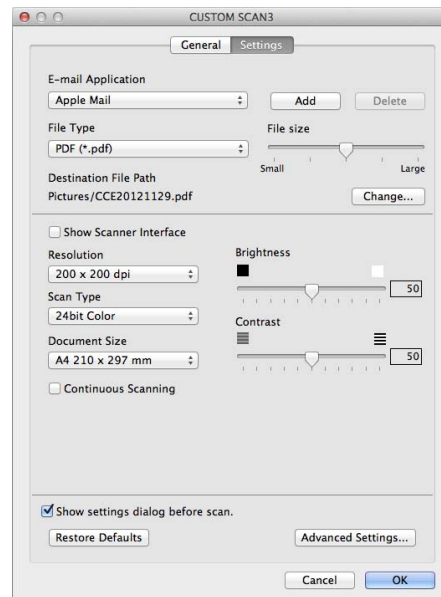 CUSTOM SCAN3
General Settings
E-mail Application
Apple Mail Add Delete
File Type File size
PDF (*.pdf)
Small Large
Destination File Path
Pictures/CCE20121129.pdf Change...
Show Scanner Interface
Resolution Brightness
200 x 200 dpi 50
Scan Type
24bit Color Contrast
Document Size
A4 210 x 297 mm 50
Continuous Scanning
Show settings dialog before scan.
Restore Defaults Advanced Settings...
Cancel OK